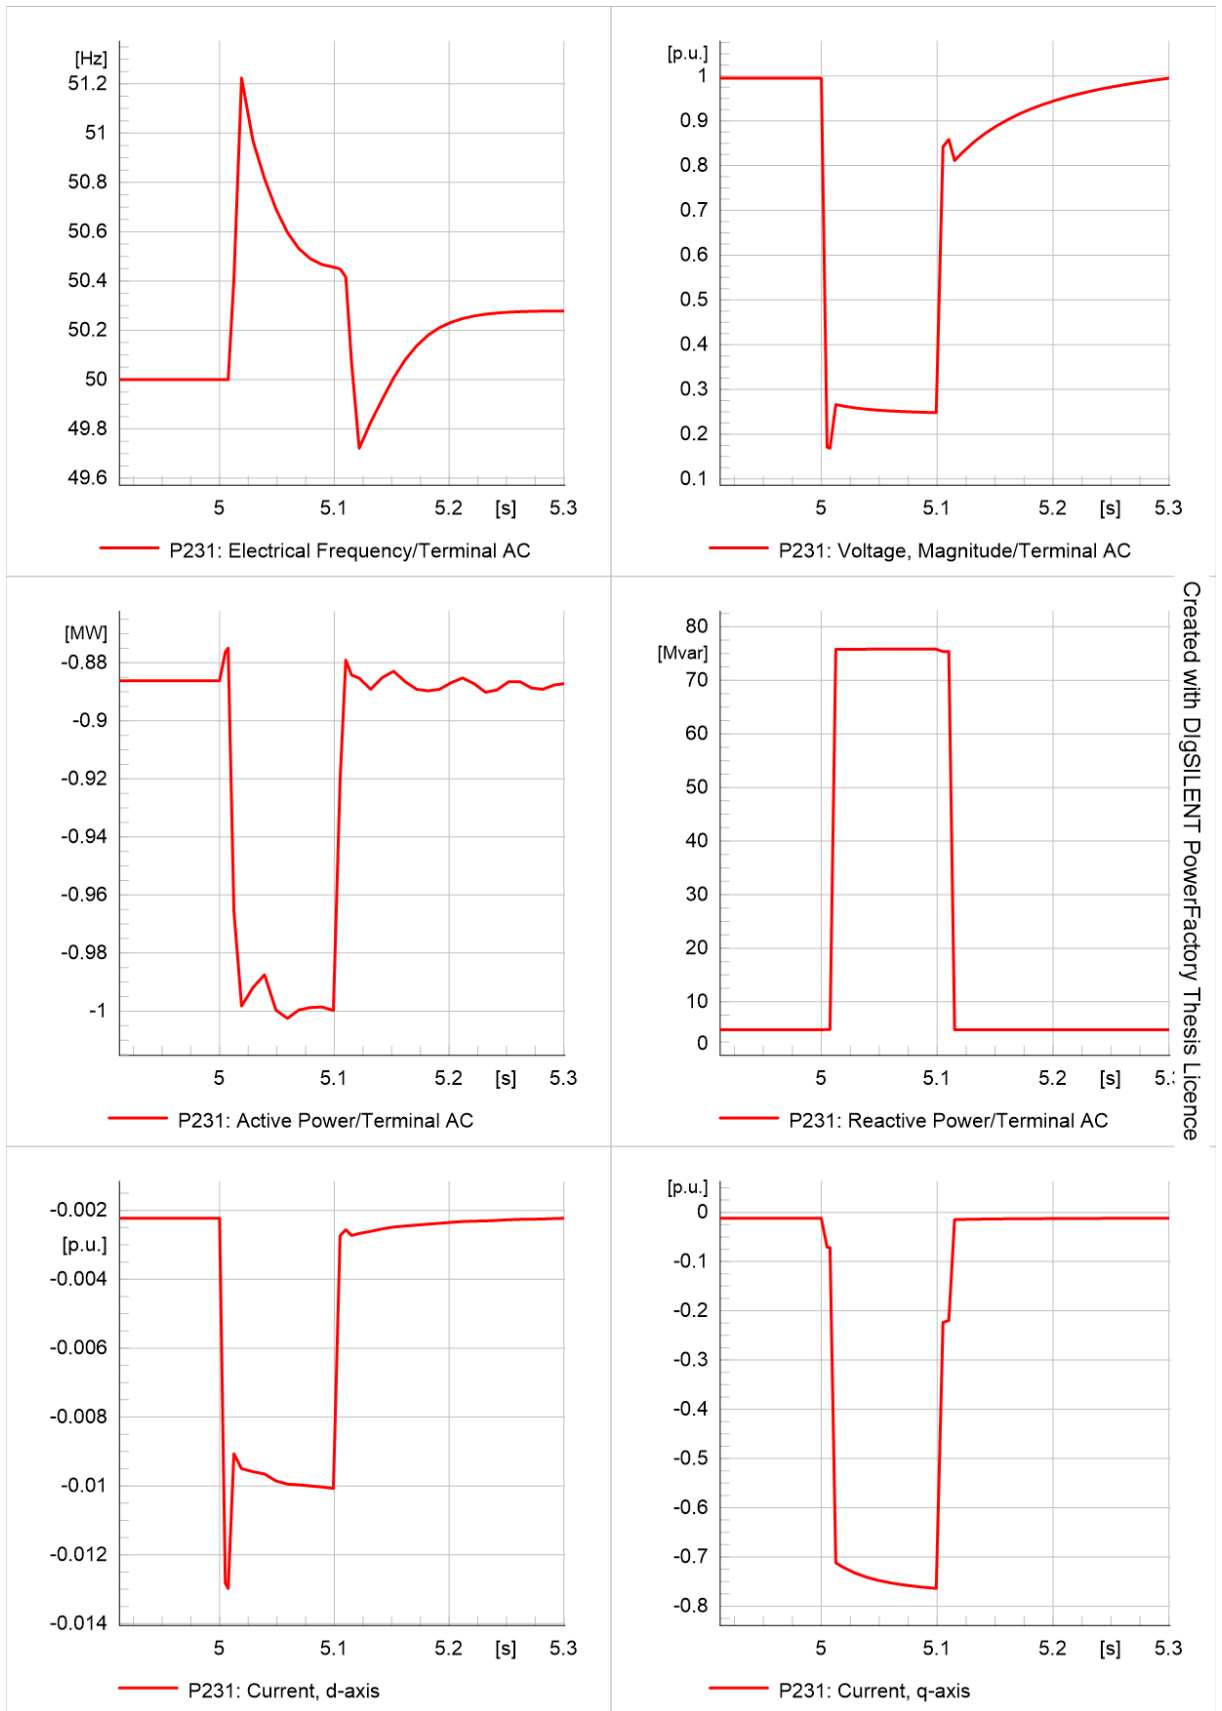 [Hz]
51.2
51
50.8
50.6
50.4
50.2
50
49.8
49.6
5 5.1 5.2 [s] 5.3
P231: Electrical Frequency/Terminal AC
[p.u.]
1
0.9
0.8
0.7
0.6
0.5
0.4
0.3
0.2
0.1
5 5.1 5.2 [s] 5.3
P231: Voltage, Magnitude/Terminal AC
[MW]
-0.88
-0.9
-0.92
-0.94
-0.96
-0.98
-1
5 5.1 5.2 [s] 5.3
P231: Active Power/Terminal AC
80
[Mvar]
70
60
50
40
30
20
10
0
5 5.1 5.2 [s] 5.
P231: Reactive Power/Terminal AC
Created with DIgSILENT PowerFactory Thesis Licence
-0.002
[p.u.]
-0.004
-0.006
-0.008
-0.01
-0.012
-0.014
5 5.1 5.2 [s] 5.3
P231: Current, d-axis
[p.u.]
0
-0.1
-0.2
-0.3
-0.4
-0.5
-0.6
-0.7
-0.8
5 5.1 5.2 [s] 5.3
P231: Current, q-axis